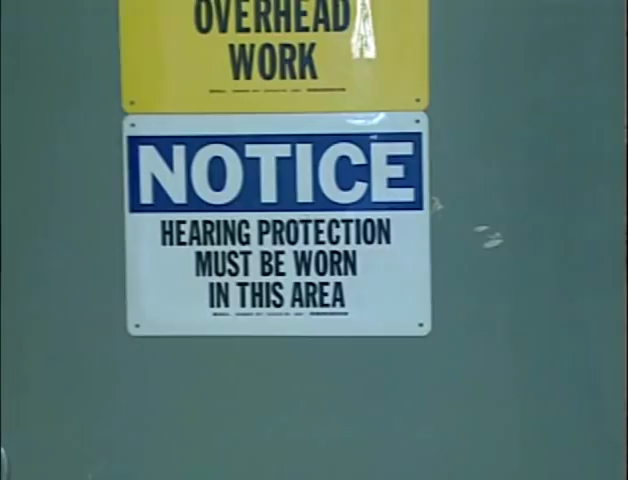 OVERHEAD
WORK
NOTICE
HEARING PROTECTION
MUST BE WORN
IN THIS AREA